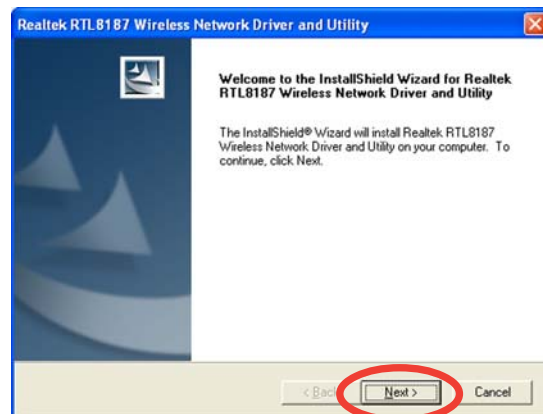 Realtek RTL8187 Wireless Network Driver and Utility
Welcome to the InstallShield Wizard for Realtek
RTL8187 Wireless Network Driver and Utility
The InstallShield® Wizard will install Realtek RTL8187
Wireless Network Driver and Utility on your computer. To
continue, click Next.
< Back Next > Cancel